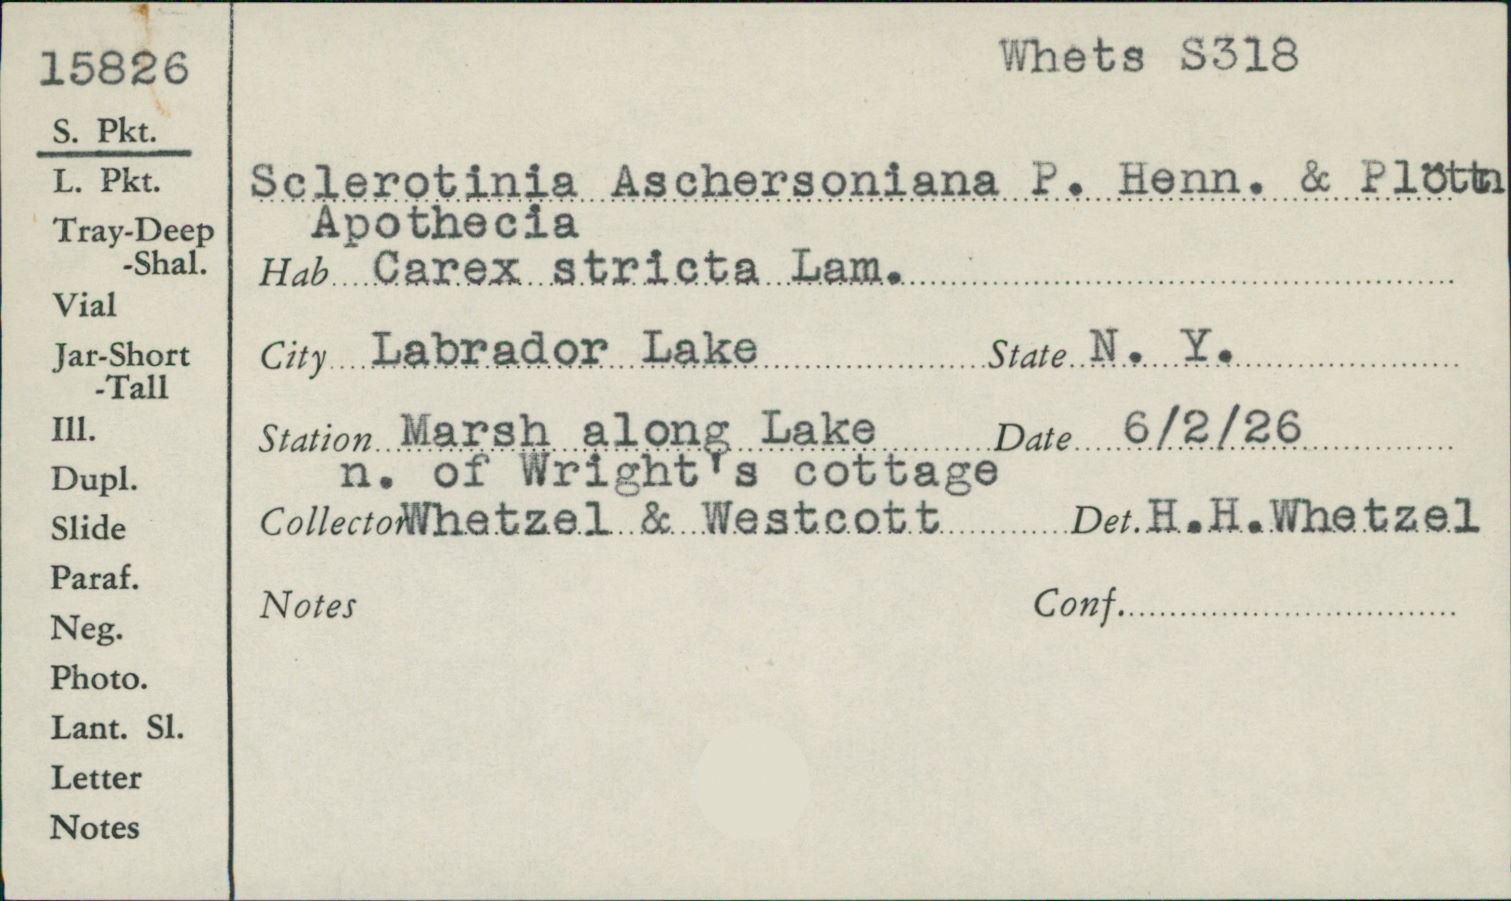 15826
S. Pkt.
L. Pkt.
Tray-Deep
-Shal.
Vial
Jar-Short
-Tall
Ill.
Dupl.
Slide
Paraf.
Neg.
Photo.
Lant. Sl.
Letter
Notes
Whets S318
Sclerotinia Aschersoniana P. Henn. & Plöttn
Apothecia
Hab Carex stricta Lam.
City Labrador Lake State N. Y.
Station Marsh along Lake Date 6/2/26
n. of Wright's cottage
Collector Whetzel & Westcott Det. H.H.Whetzel
Notes Conf.